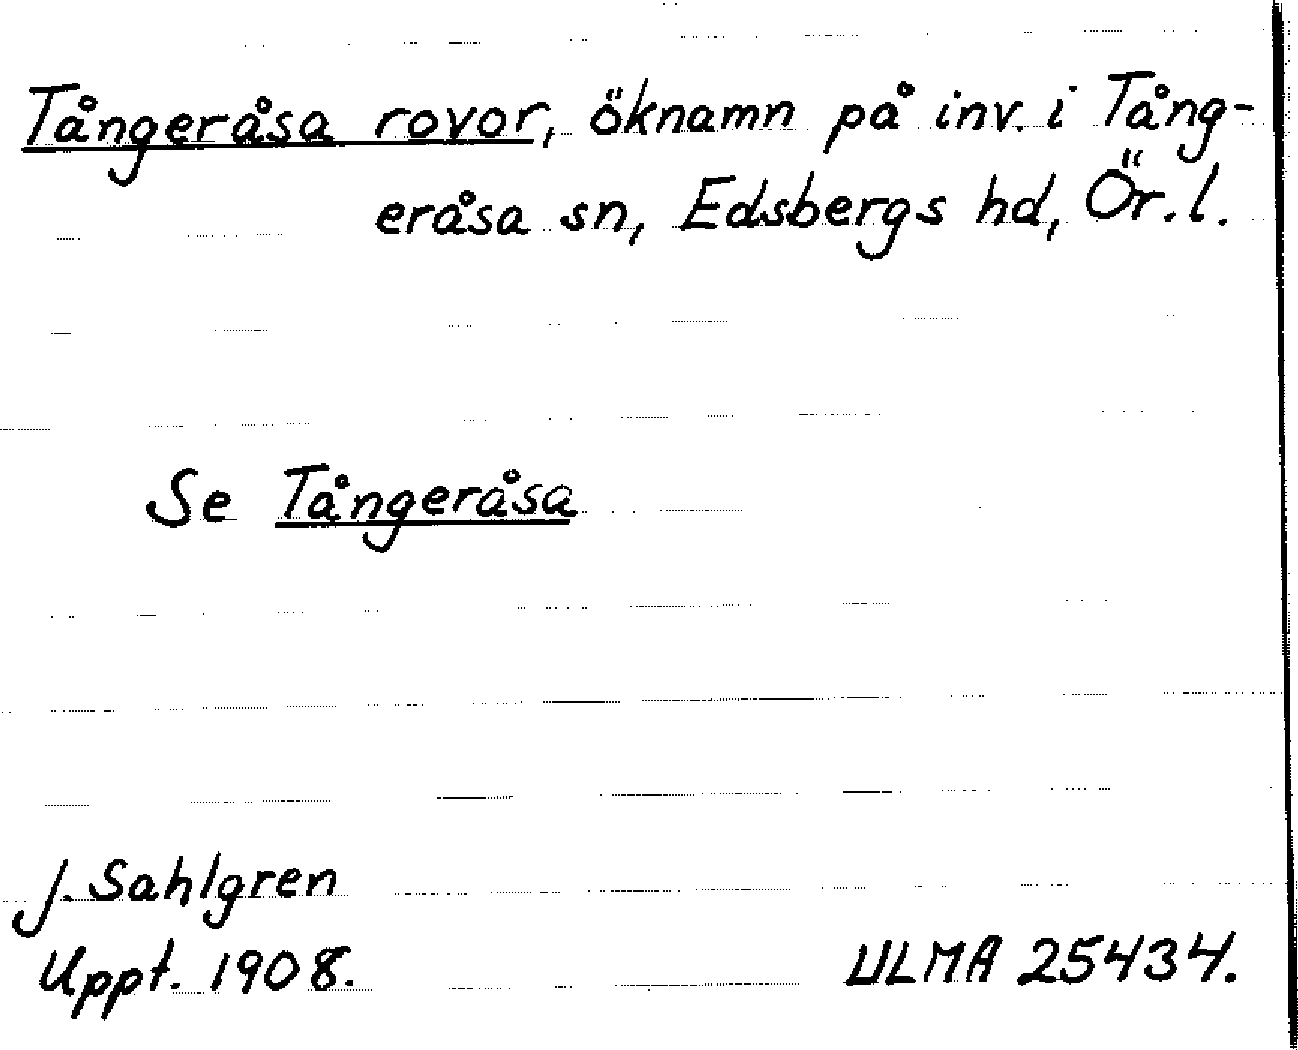 Tångeråsa rovor, öknamn på inv. i Tång-
eråsa sn, Edsbergs hd, Ör.l.
Se Tångeråsa
J. Sahlgren
Uppt. 1908.
ULMA 25434.